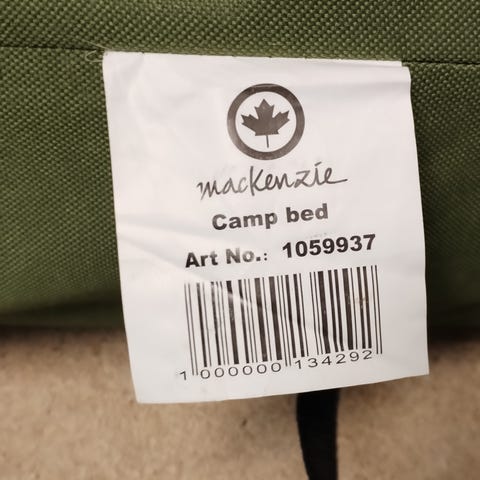 mackenzie
Camp bed
Art No.: 1059937
1 000000 134292